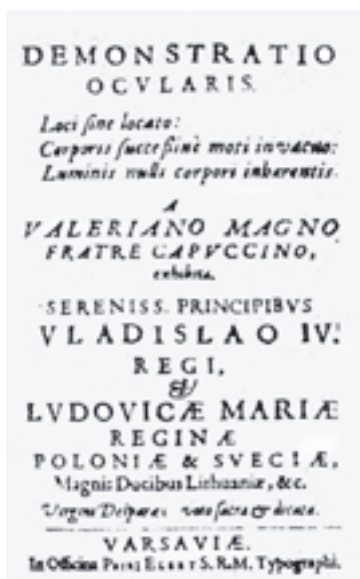 DEMONSTRATIO
OCVLARIS.
Loci sine locato:
Corporis successiuè moti in vacuo:
Luminis nulli corpori inhærentis.
A
VALERIANO MAGNO
FRATRE CAPVCCINO,
exhibita.
SERENISS. PRINCIPIBVS
VLADISLAO IV.
REGI,
&
LVDOVICÆ MARIÆ
REGINÆ
POLONIÆ & SVECIÆ,
Magnis Ducibus Lithuaniæ, &c.
Virgini Deiparæ: voto sacra & dicata.
VARSAVIÆ.
In Officina PETRI ELERT S. R. M. Typographi.